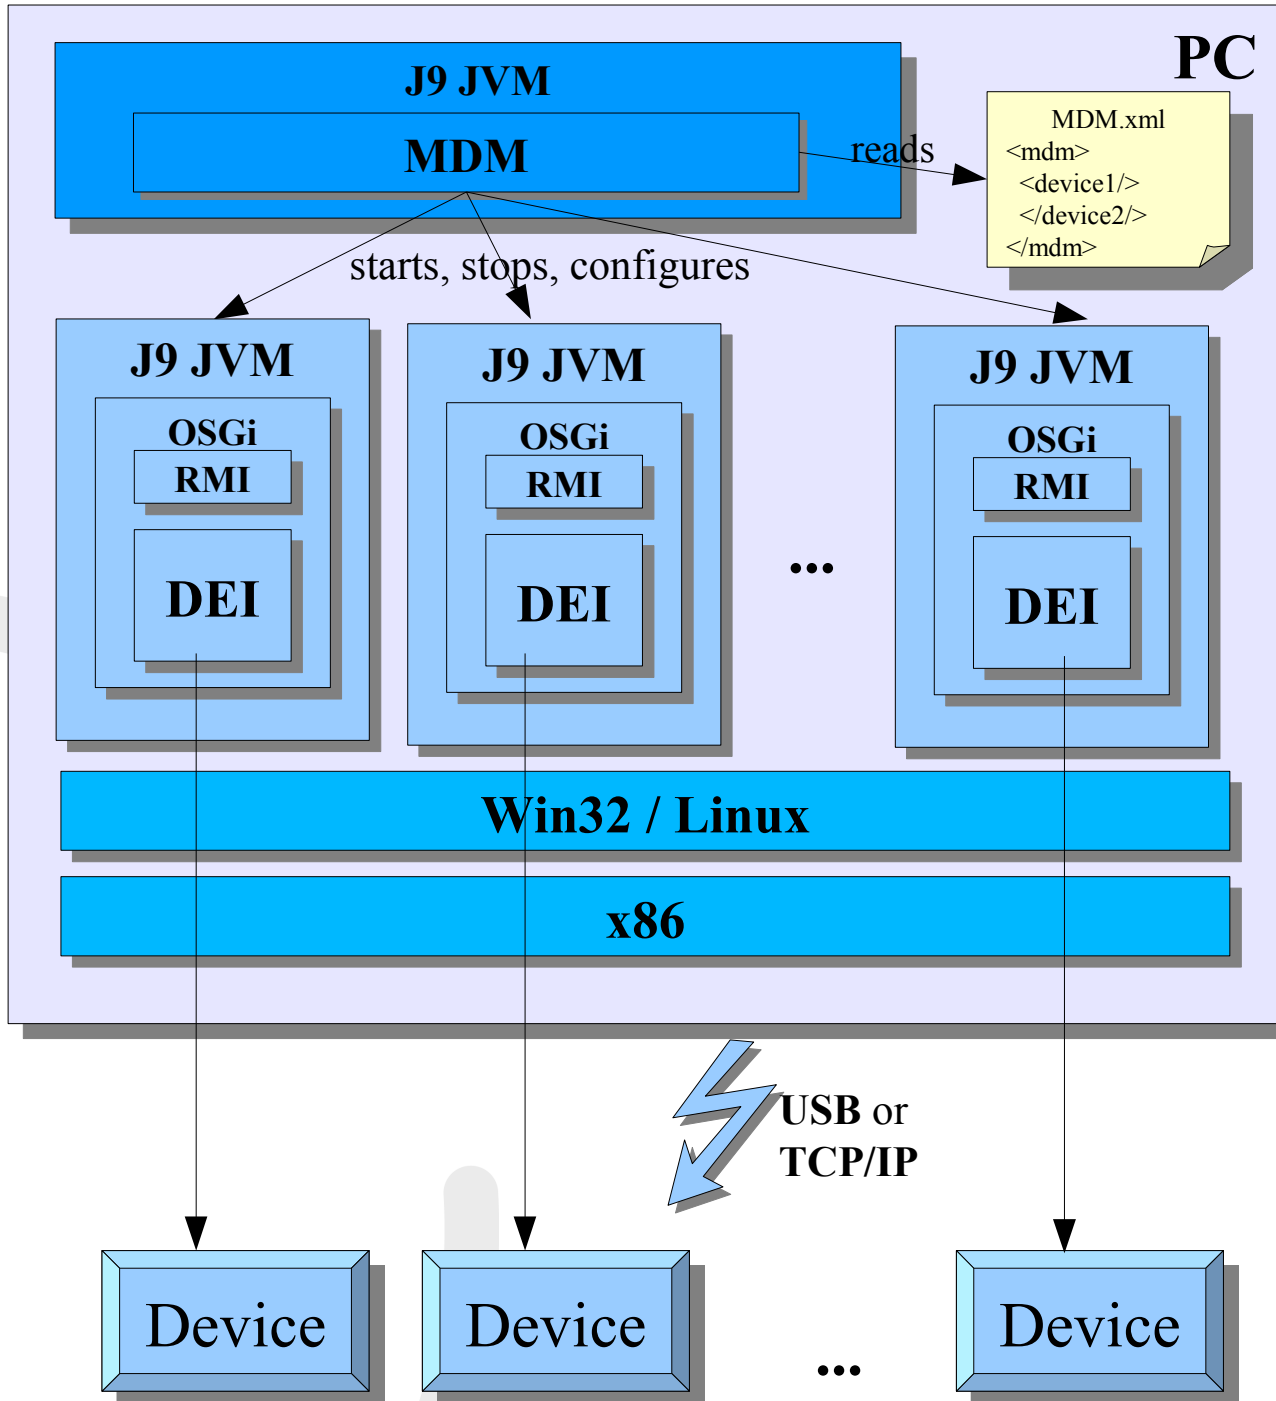 PC
J9 JVM
MDM
reads
MDM.xml
<mdm>
<device1/>
</device2/>
</mdm>
starts, stops, configures
J9 JVM
OSGi
RMI
DEI
J9 JVM
OSGi
RMI
DEI
...
J9 JVM
OSGi
RMI
DEI
Win32 / Linux
x86
USB or
TCP/IP
Device
Device
...
Device